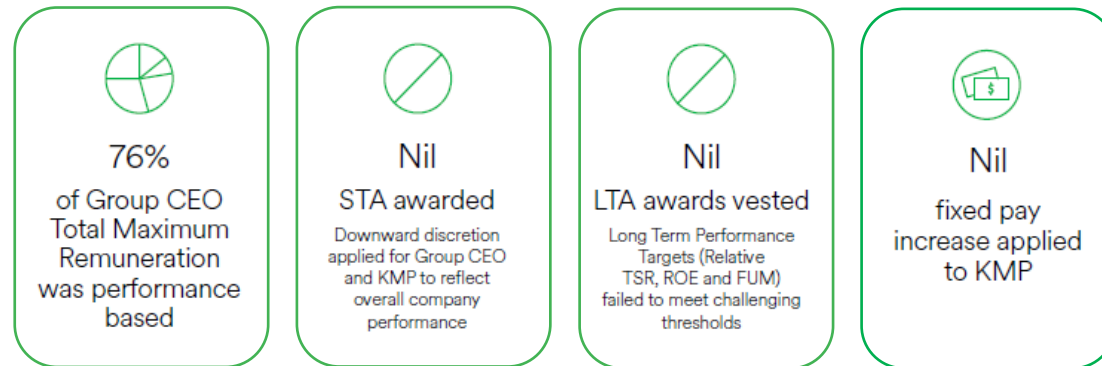 76%
of Group CEO
Total Maximum
Remuneration
was performance
based
Nil
STA awarded
Downward discretion
applied for Group CEO
and KMP to reflect
overall company
performance
Nil
LTA awards vested
Long Term Performance
Targets (Relative
TSR, ROE and FUM)
failed to meet challenging
thresholds
$
Nil
fixed pay
increase applied
to KMP